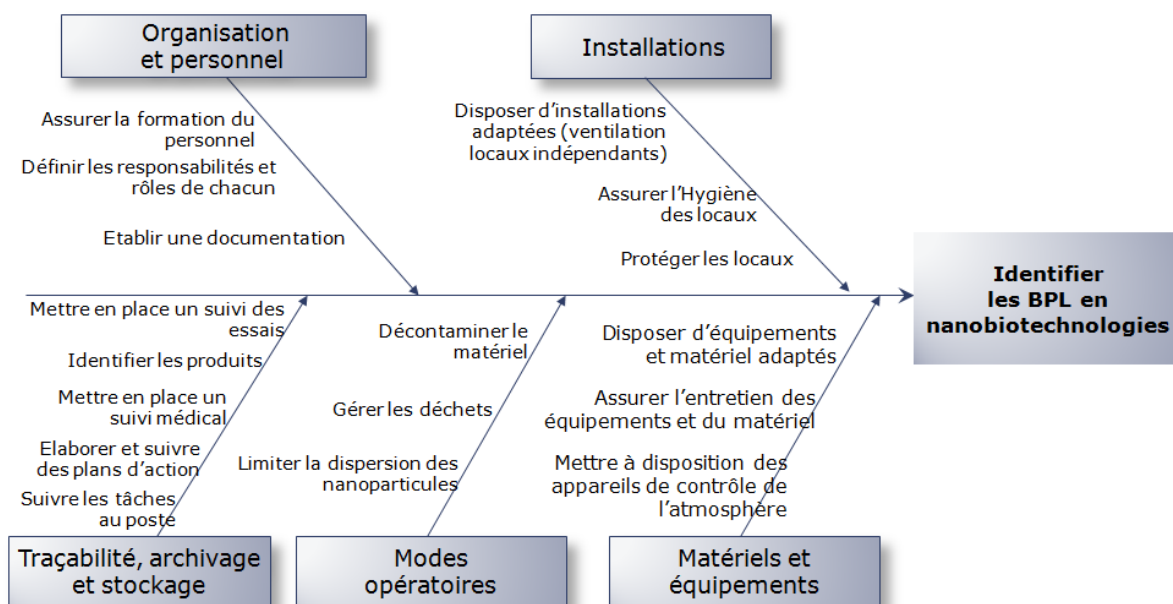 Organisation
et personnel
Installations
Assurer la formation du
personnel
Définir les responsabilités et
rôles de chacun
Etablir une documentation
Disposer d'installations
adaptées (ventilation
locaux indépendants)
Assurer l'Hygiène
des locaux
Protéger les locaux
Identifier
les BPL en
nanobiotechnologies
Mettre en place un suivi des
essais
Identifier les produits
Mettre en place un
suivi médical
Elaborer et suivre
des plans d'action
Suivre les tâches
au poste
Décontaminer le
matériel
Gérer les déchets
Limiter la dispersion des
nanoparticules
Disposer d'équipements
et matériel adaptés
Assurer l'entretien des
équipements et du matériel
Mettre à disposition des
appareils de contrôle de
l'atmosphère
Traçabilité, archivage
et stockage
Modes
opératoires
Matériels et
équipements